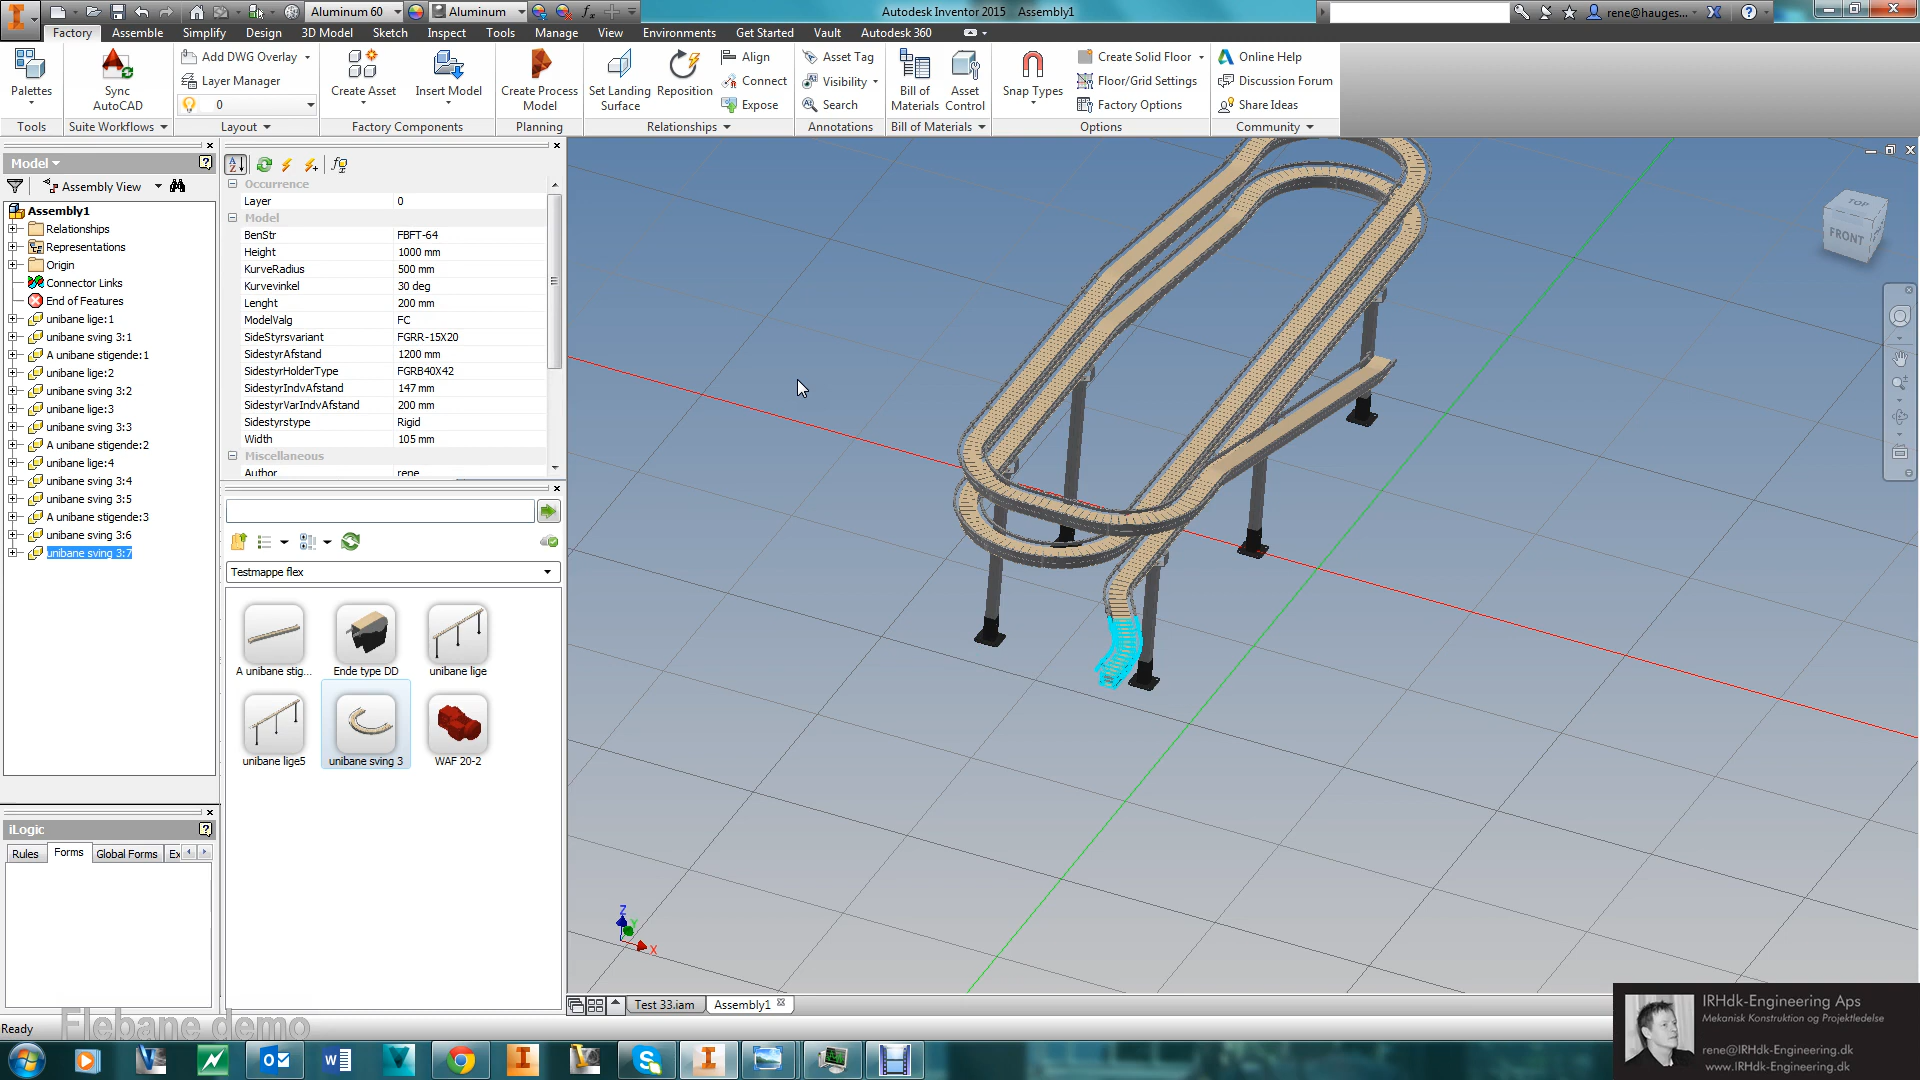 Aluminum 60
Aluminum
Autodesk Inventor 2015 Assembly1
rene@hauges...
Factory Assemble Simplify Design 3D Model Sketch Inspect Tools Manage View Environments Get Started Vault Autodesk 360
Palettes
Tools
Sync AutoCAD
Suite Workflows
Add DWG Overlay
Layer Manager
0
Layout
Create Asset
Insert Model
Factory Components
Create Process Model
Planning
Set Landing Surface
Reposition
Align
Connect
Expose
Relationships
Asset Tag
Visibility
Search
Annotations
Bill of Materials
Asset Control
Bill of Materials
Snap Types
Create Solid Floor
Floor/Grid Settings
Factory Options
Options
Online Help
Discussion Forum
Share Ideas
Community
Model
Assembly View
Assembly1
Relationships
Representations
Origin
Connector Links
End of Features
unibane lige:1
unibane sving 3:1
A unibane stigende:1
unibane lige:2
unibane sving 3:2
unibane lige:3
unibane sving 3:3
A unibane stigende:2
unibane lige:4
unibane sving 3:4
unibane sving 3:5
A unibane stigende:3
unibane sving 3:6
unibane sving 3:7
Occurrence
Layer 0
Model
BenStr FBFT-64
Height 1000 mm
KurveRadius 500 mm
Kurvevinkel 30 deg
Lenght 200 mm
ModelValg FC
SideStyrsvariant FGRR-15X20
SidestyrAfstand 1200 mm
SidestyrHolderType FGRB40X42
SidestyrIndvAfstand 147 mm
SidestyrVarIndvAfstand 200 mm
Sidestyrstype Rigid
Width 105 mm
Miscellaneous
Author rene
Testmappe flex
A unibane stig...
Ende type DD
unibane lige
unibane lige5
unibane sving 3
WAF 20-2
iLogic
Rules Forms Global Forms Ex
TOP
FRONT
Z
Y
X
Test 33.iam
Assembly1
Flebane demo
Ready
IRHdk-Engineering Aps
Mekanisk Konstruktion og Projektledelse
rene@IRHdk-Engineering.dk
www.IRHdk-Engineering.dk